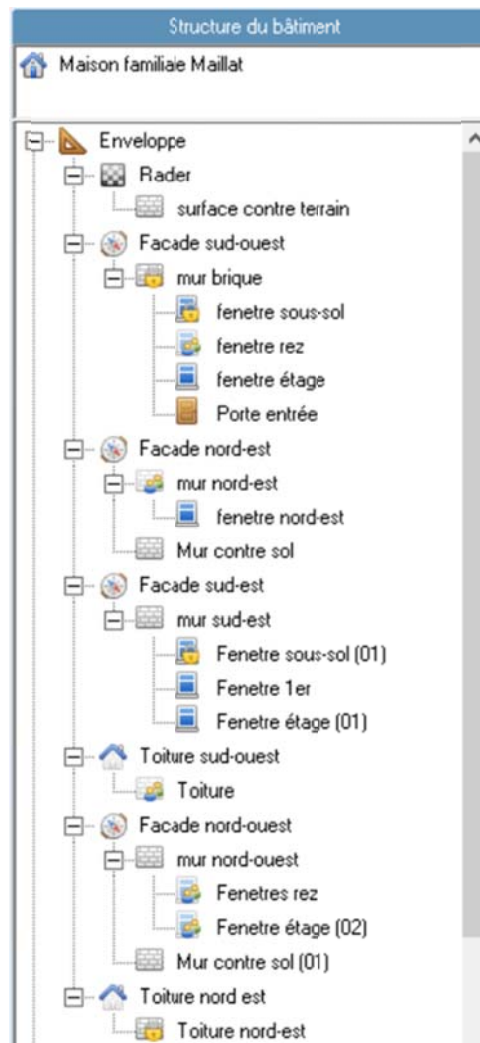 Structure du bâtiment
Maison familiale Maillat
Enveloppe
Rader
surface contre terrain
Facade sud-ouest
mur brique
fenetre sous-sol
fenetre rez
fenetre étage
Porte entrée
Facade nord-est
mur nord-est
fenetre nord-est
Mur contre sol
Facade sud-est
mur sud-est
Fenetre sous-sol (01)
Fenetre 1er
Fenetre étage (01)
Toiture sud-ouest
Toiture
Facade nord-ouest
mur nord-ouest
Fenetres rez
Fenetre étage (02)
Mur contre sol (01)
Toiture nord est
Toiture nord-est